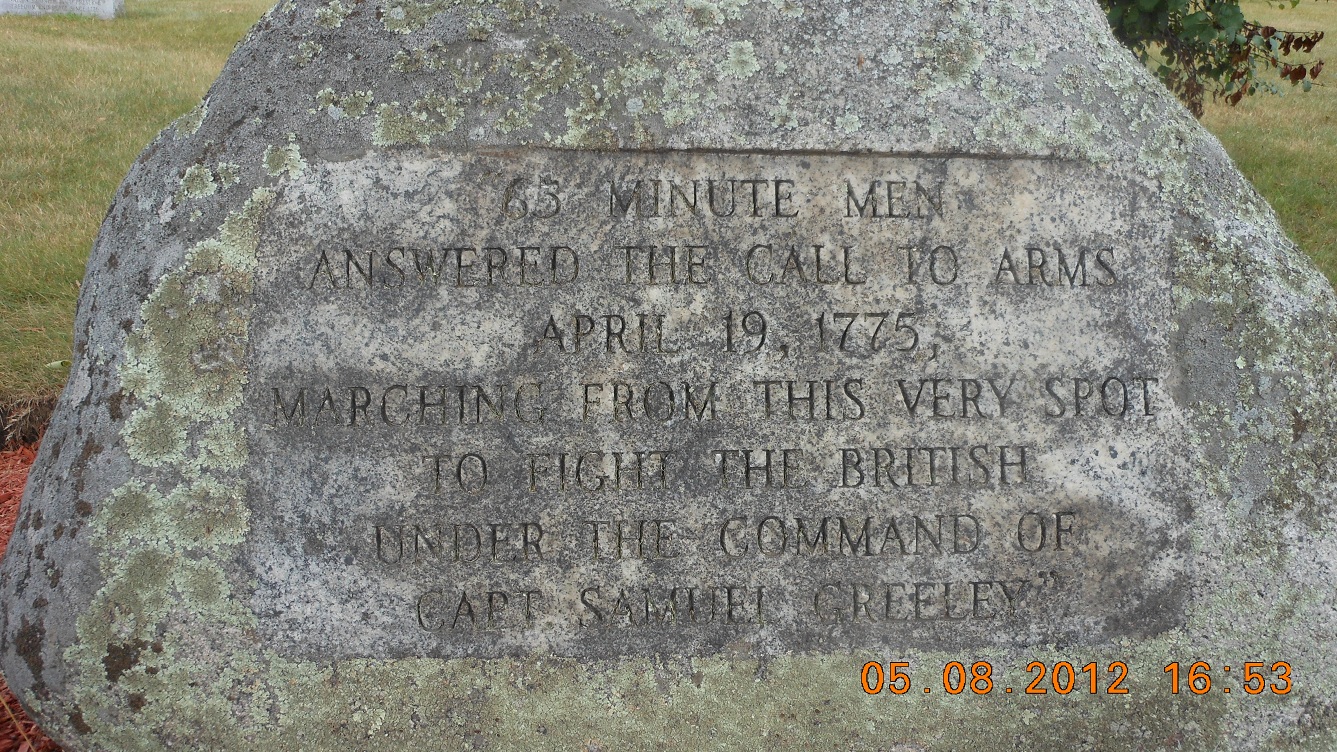 65 MINUTE MEN
ANSWERED THE CALL TO ARMS
APRIL 19, 1775,
MARCHING FROM THIS VERY SPOT
TO FIGHT THE BRITISH
UNDER THE COMMAND OF
CAPT SAMUEL GREELEY"
05.08.2012 16:53